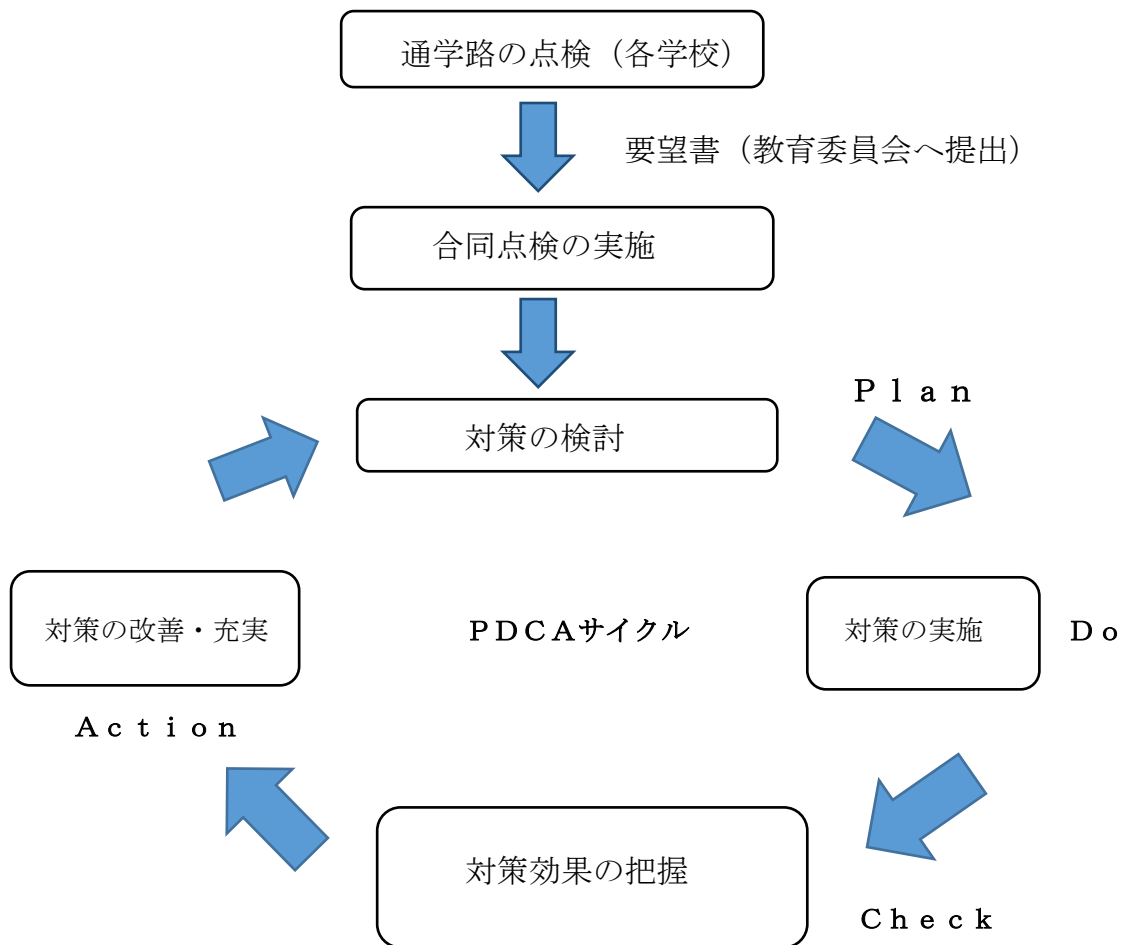 通学路の点検（各学校）
要望書（教育委員会へ提出）
合同点検の実施
Ｐｌａｎ
対策の検討
対策の改善・充実
ＰＤＣＡサイクル
対策の実施
Ｄｏ
Ａｃｔｉｏｎ
対策効果の把握
Ｃｈｅｃｋ